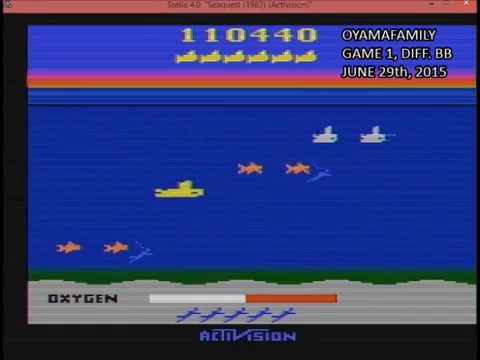 Stella 4.0: "Seaquest (1983) (Activision)"
110440
OYAMAFAMILY
GAME 1, DIFF. BB
JUNE 29th, 2015
OXYGEN
ACTIVISION